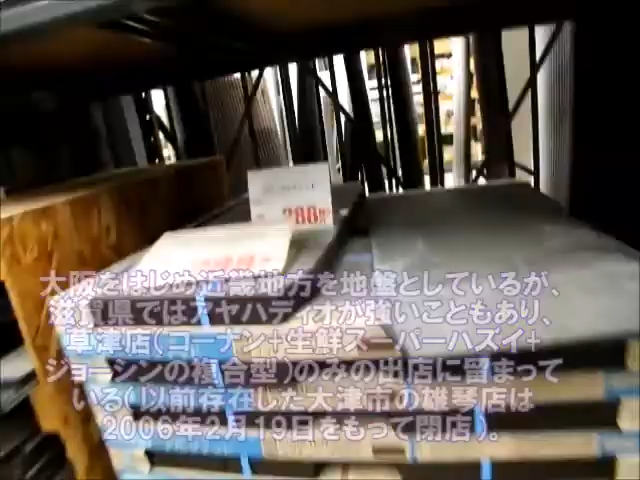 大阪をはじめ近畿地方を地盤としているが、
滋賀県ではアヤハディオが強いこともあり、
草津店(コーナン+生鮮スーパーハズイ+
ジョーシンの複合型)のみの出店に留まって
いる(以前存在した大津市の雄琴店は
2006年2月19日をもって閉店)。